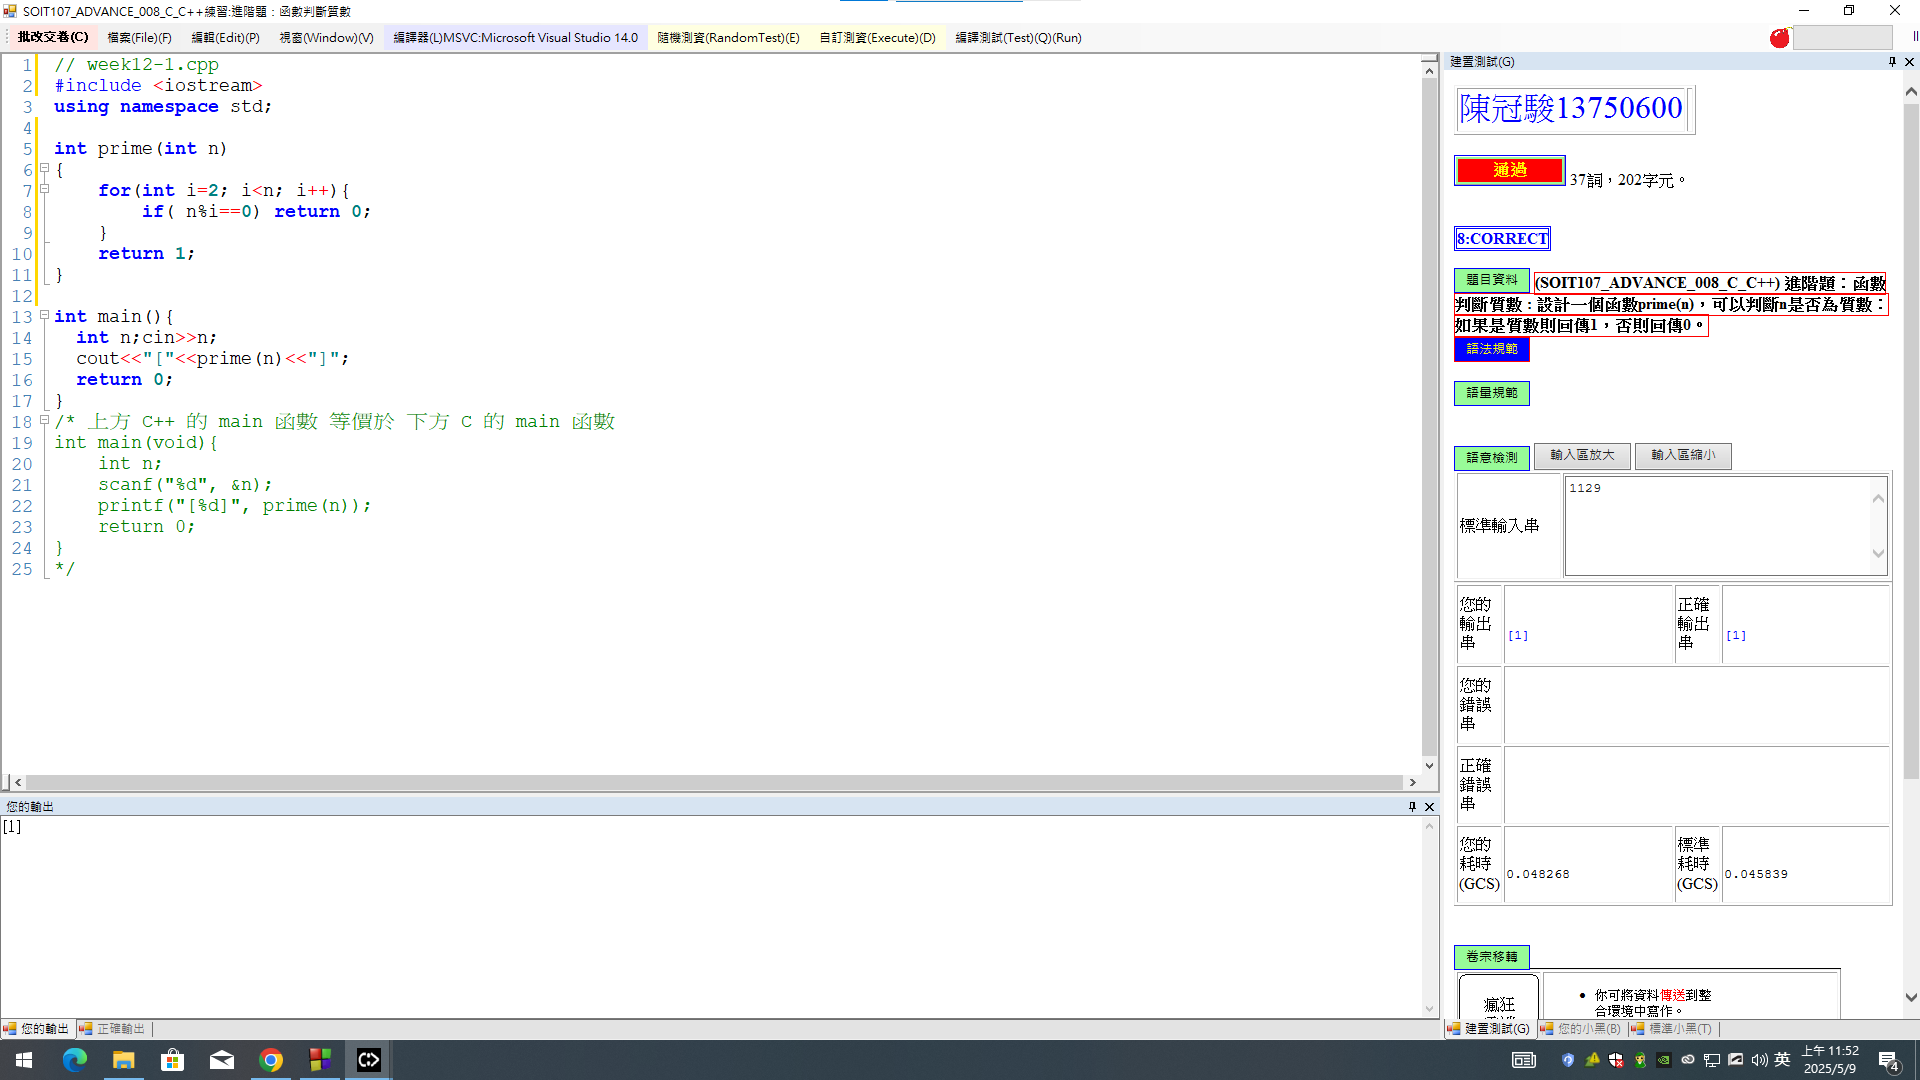 SOIT107_ADVANCE_008_C_C++練習:進階題：函數判斷質數
批改交卷(C) 檔案(File)(F) 編輯(Edit)(P) 視窗(Window)(V) 編譯器(L)MSVC:Microsoft Visual Studio 14.0 隨機測資(RandomTest)(E) 自訂測資(Execute)(D) 編譯測試(Test)(Q)(Run)
1 // week12-1.cpp
2 #include <iostream>
3 using namespace std;
4
5 int prime(int n)
6 {
7 for(int i=2; i<n; i++){
8 if( n%i==0) return 0;
9 }
10 return 1;
11 }
12
13 int main(){
14 int n;cin>>n;
15 cout<<"["<<prime(n)<<"]";
16 return 0;
17 }
18 /* 上方 C++ 的 main 函數 等價於 下方 C 的 main 函數
19 int main(void){
20 int n;
21 scanf("%d", &n);
22 printf("[%d]", prime(n));
23 return 0;
24 }
25 */
您的輸出
[1]
您的輸出 正確輸出
建置測試(G)
陳冠駿13750600
通過 37詞，202字元。
8:CORRECT
題目資料 (SOIT107_ADVANCE_008_C_C++) 進階題：函數
判斷質數：設計一個函數prime(n)，可以判斷n是否為質數：
如果是質數則回傳1，否則回傳0。
語法規範
語量規範
語意檢測 輸入區放大 輸入區縮小
標準輸入串 1129
您的輸出串 [1] 正確輸出串 [1]
您的錯誤串
正確錯誤串
您的耗時(GCS) 0.048268 標準耗時(GCS) 0.045839
卷宗移轉
瘋狂
• 你可將資料傳送到整
合環境中寫作。
建置測試(G) 您的小黑(B) 標準小黑(T)
英
上午 11:52
2025/5/9
4